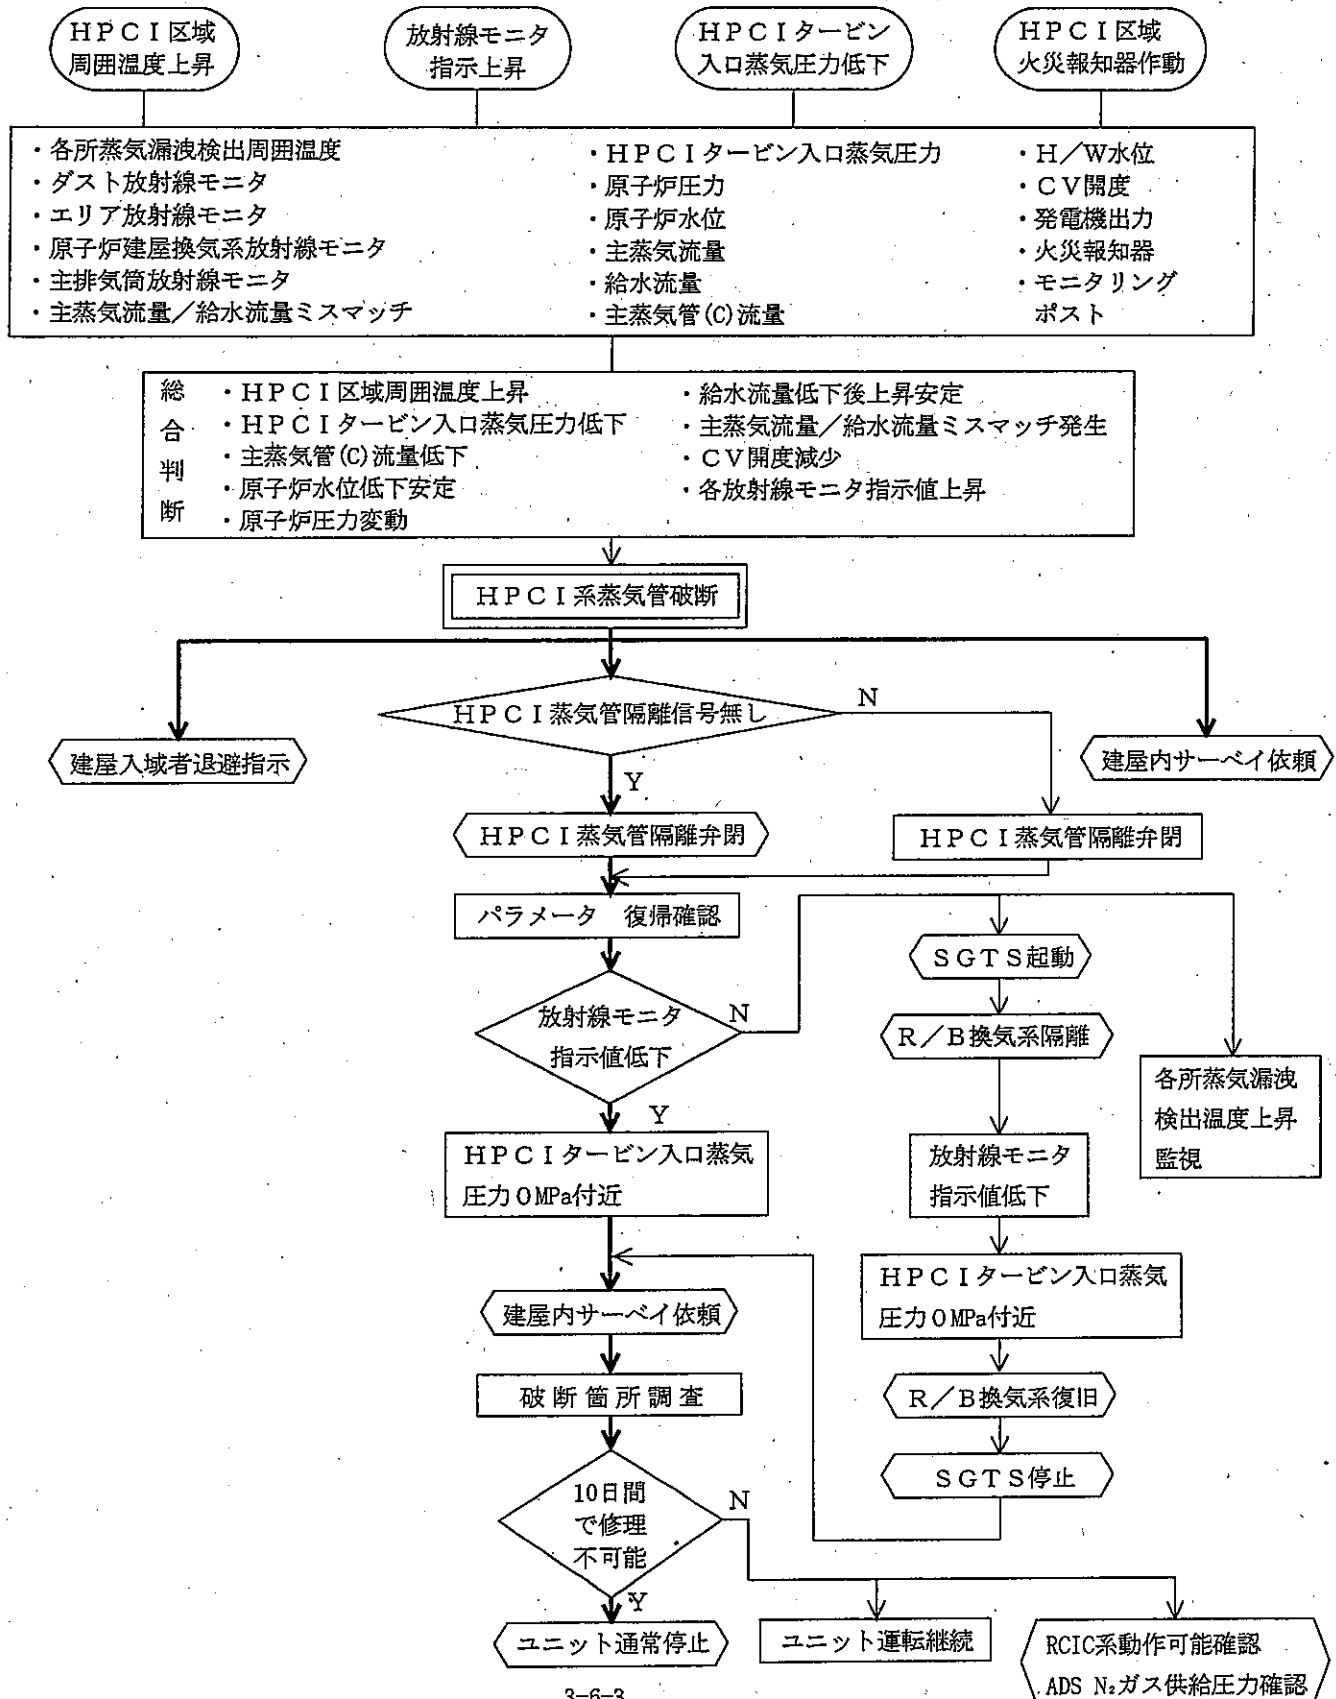 ＨＰＣＩ区域
周囲温度上昇
放射線モニタ
指示上昇
ＨＰＣＩタービン
入口蒸気圧力低下
ＨＰＣＩ区域
火災報知器作動
・各所蒸気漏洩検出周囲温度
・ダスト放射線モニタ
・エリア放射線モニタ
・原子炉建屋換気系放射線モニタ
・主排気筒放射線モニタ
・主蒸気流量／給水流量ミスマッチ
・ＨＰＣＩタービン入口蒸気圧力
・原子炉圧力
・原子炉水位
・主蒸気流量
・給水流量
・主蒸気管(C)流量
・Ｈ／Ｗ水位
・ＣＶ開度
・発電機出力
・火災報知器
・モニタリング
ポスト
総合判断
・ＨＰＣＩ区域周囲温度上昇
・ＨＰＣＩタービン入口蒸気圧力低下
・主蒸気管(C)流量低下
・原子炉水位低下安定
・原子炉圧力変動
・給水流量低下後上昇安定
・主蒸気流量／給水流量ミスマッチ発生
・ＣＶ開度減少
・各放射線モニタ指示値上昇
ＨＰＣＩ系蒸気管破断
ＨＰＣＩ蒸気管隔離信号無し
N
Y
建屋入域者退避指示
建屋内サーベイ依頼
ＨＰＣＩ蒸気管隔離弁閉
ＨＰＣＩ蒸気管隔離弁閉
パラメータ　復帰確認
放射線モニタ
指示値低下
N
Y
ＳＧＴＳ起動
Ｒ／Ｂ換気系隔離
各所蒸気漏洩
検出温度上昇
監視
放射線モニタ
指示値低下
ＨＰＣＩタービン入口蒸気
圧力０MPa付近
ＨＰＣＩタービン入口蒸気
圧力０MPa付近
建屋内サーベイ依頼
Ｒ／Ｂ換気系復旧
破断箇所調査
ＳＧＴＳ停止
10日間
で修理
不可能
N
Y
ユニット通常停止
ユニット運転継続
RCIC系動作可能確認
ADS N₂ガス供給圧力確認
3-6-3